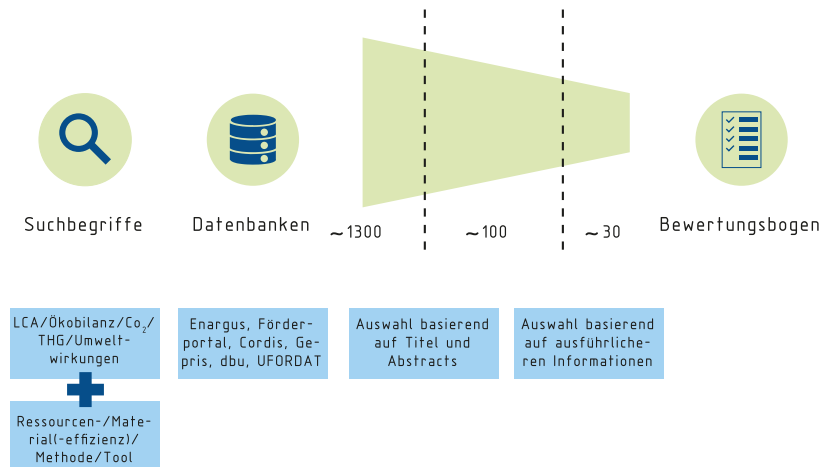 Suchbegriffe
Datenbanken
~1300
~100
~30
Bewertungsbogen
LCA/Ökobilanz/Co₂/
THG/Umwelt-
wirkungen
Ressourcen-/Mate-
rial(-effizienz)/
Methode/Tool
Enargus, Förder-
portal, Cordis, Ge-
pris, dbu, UFORDAT
Auswahl basierend
auf Titel und
Abstracts
Auswahl basierend
auf ausführliche-
ren Informationen